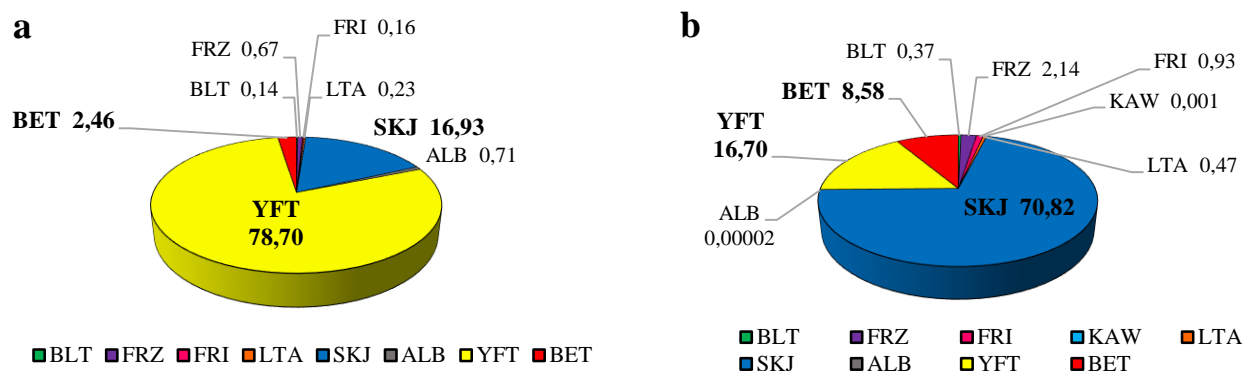 a
FRI 0,16
FRZ 0,67
BLT 0,14
LTA 0,23
BET 2,46
SKJ 16,93
ALB 0,71
YFT
78,70
BLT FRZ FRI LTA SKJ ALB YFT BET
b
BLT 0,37
FRZ 2,14
FRI 0,93
BET 8,58
KAW 0,001
YFT
16,70
LTA 0,47
SKJ 70,82
ALB
0,00002
BLT FRZ FRI KAW LTA
SKJ ALB YFT BET